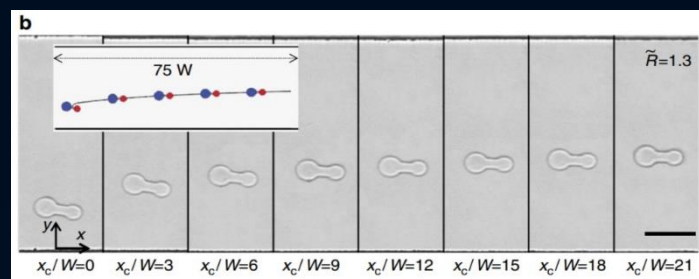 b
75 W
R̃=1.3
y
x
x_c/W=0 x_c/W=3 x_c/W=6 x_c/W=9 x_c/W=12 x_c/W=15 x_c/W=18 x_c/W=21